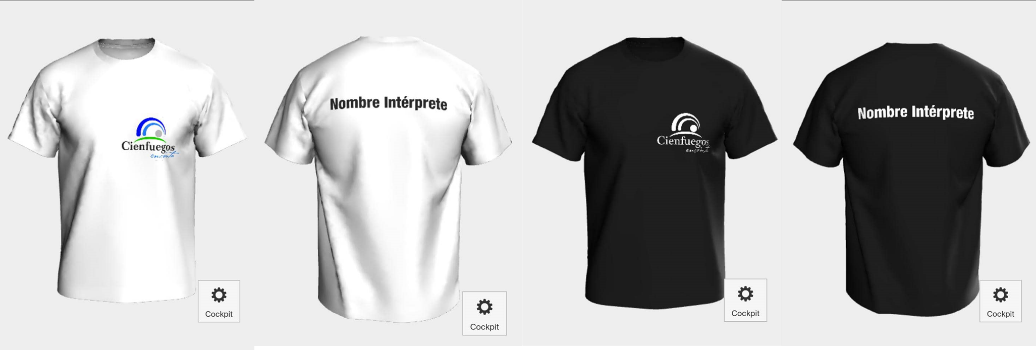 Cienfuegos
Cockpit
Nombre Intérprete
Cockpit
Cienfuegos
Cockpit
Nombre Intérprete
Cockpit